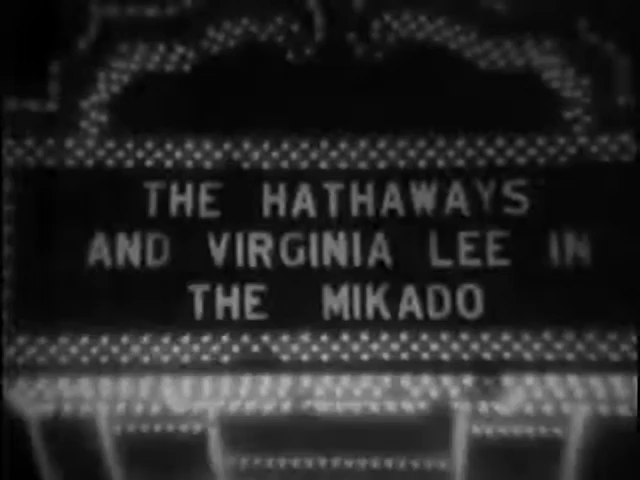 THE HATHAWAYS
AND VIRGINIA LEE IN
THE MIKADO